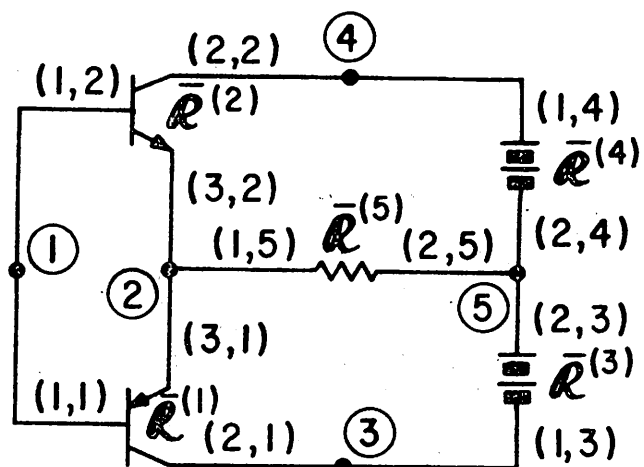 (2,2) ④
(1,2) R̄^(2) (1,4)
R̄^(4)
(3,2) R̄^(5)
① (1,5) (2,5) (2,4)
② ⑤
(3,1) (2,3)
(1,1) R̄^(1) R̄^(3)
(2,1) ③ (1,3)